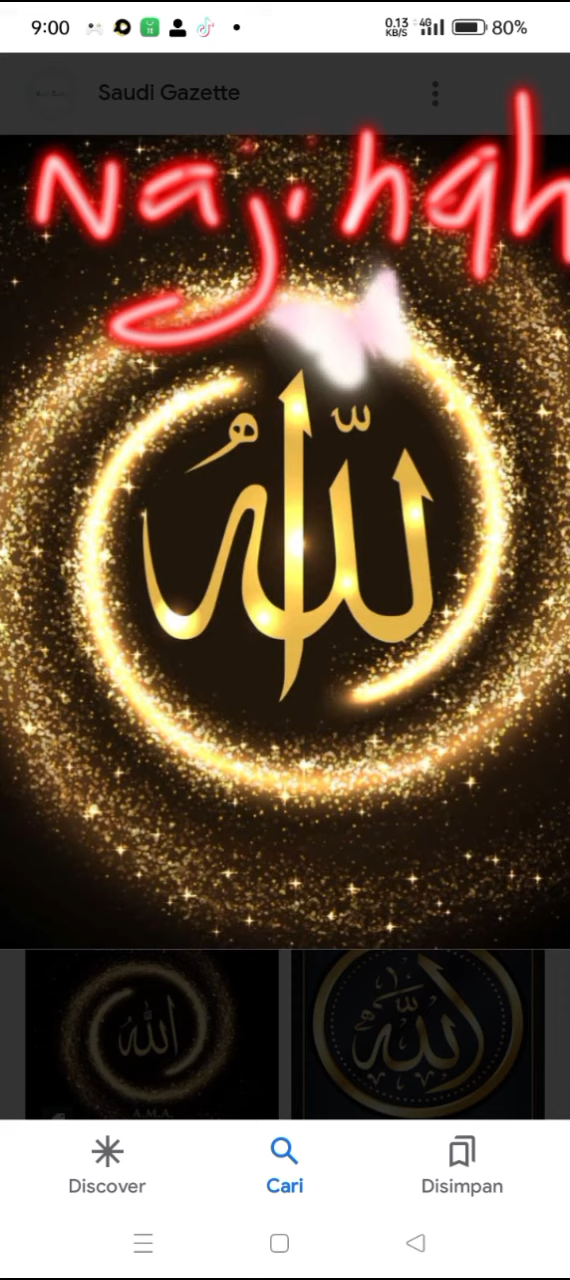 9:00 0.13 KB/S 4G 80%
Saudi Gazette
Najihah
الله
الله
الله
A.M.A.
Discover Cari Disimpan